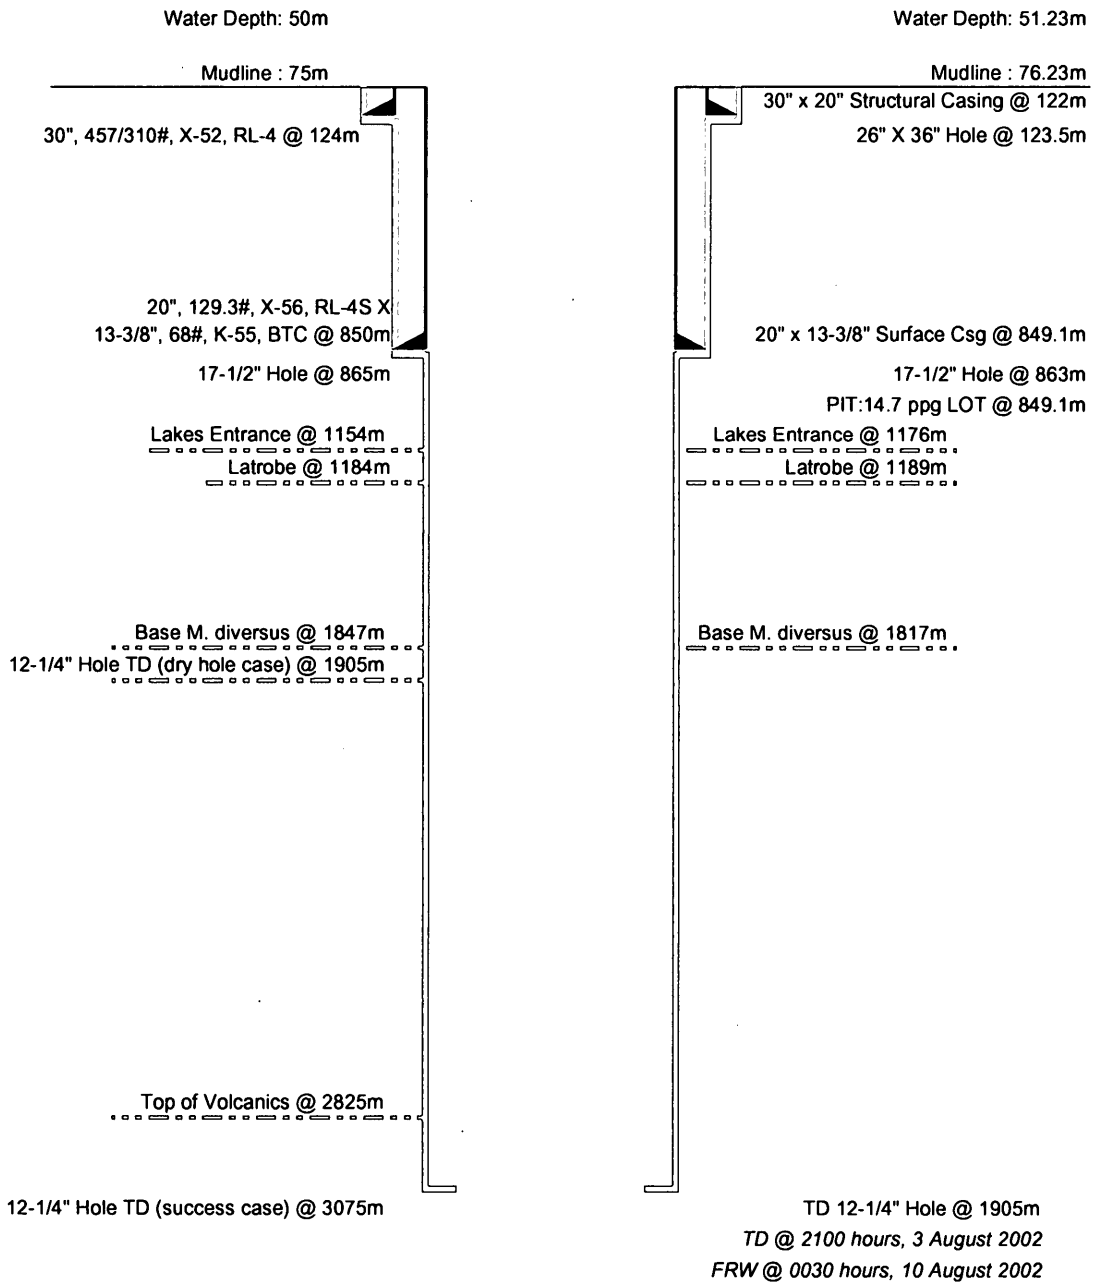 Water Depth: 50m
Water Depth: 51.23m
Mudline : 75m
Mudline : 76.23m
30" x 20" Structural Casing @ 122m
30", 457/310#, X-52, RL-4 @ 124m
26" X 36" Hole @ 123.5m
20", 129.3#, X-56, RL-4S X
13-3/8", 68#, K-55, BTC @ 850m
20" x 13-3/8" Surface Csg @ 849.1m
17-1/2" Hole @ 865m
17-1/2" Hole @ 863m
PIT:14.7 ppg LOT @ 849.1m
Lakes Entrance @ 1154m
Lakes Entrance @ 1176m
Latrobe @ 1184m
Latrobe @ 1189m
Base M. diversus @ 1847m
Base M. diversus @ 1817m
12-1/4" Hole TD (dry hole case) @ 1905m
Top of Volcanics @ 2825m
12-1/4" Hole TD (success case) @ 3075m
TD 12-1/4" Hole @ 1905m
TD @ 2100 hours, 3 August 2002
FRW @ 0030 hours, 10 August 2002